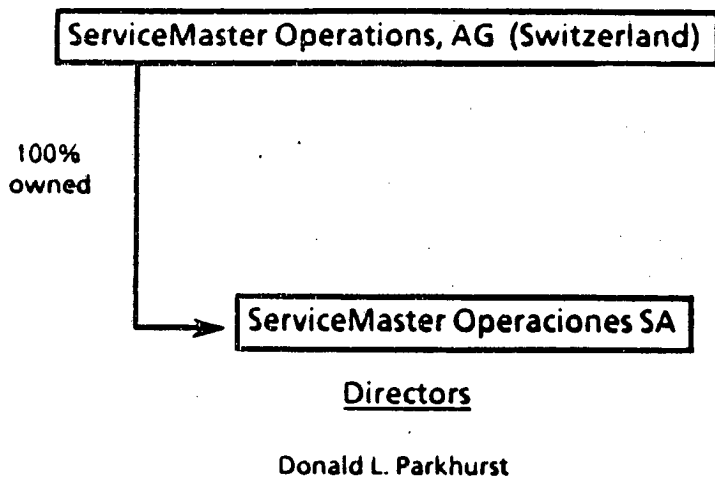 ServiceMaster Operations, AG (Switzerland)
100%
owned
ServiceMaster Operaciones SA
Directors
Donald L. Parkhurst